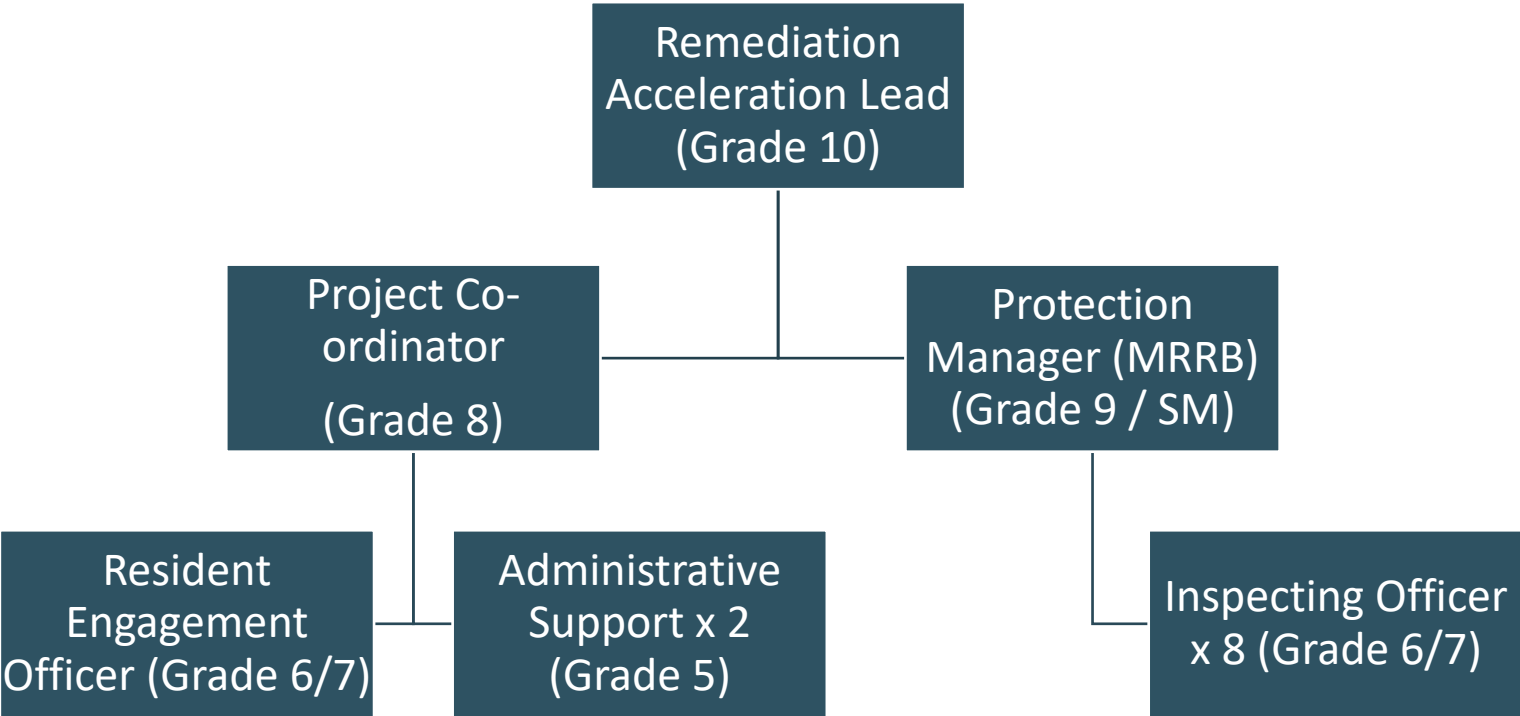 Remediation
Acceleration Lead
(Grade 10)
Project Co-
ordinator
(Grade 8)
Protection
Manager (MRRB)
(Grade 9 / SM)
Resident
Engagement
Officer (Grade 6/7)
Administrative
Support x 2
(Grade 5)
Inspecting Officer
x 8 (Grade 6/7)